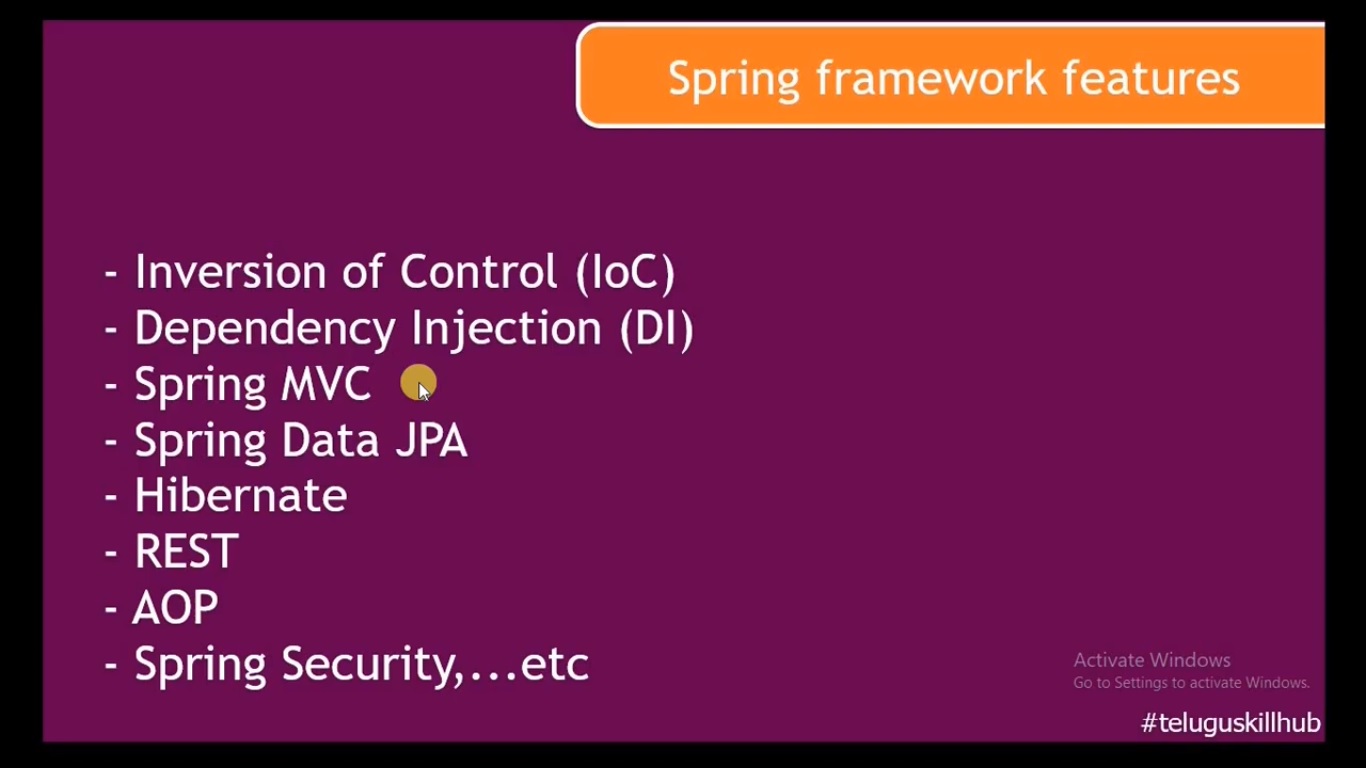 Spring framework features
- Inversion of Control (IoC)
- Dependency Injection (DI)
- Spring MVC
- Spring Data JPA
- Hibernate
- REST
- AOP
- Spring Security,...etc
Activate Windows
Go to Settings to activate Windows.
#teluguskillhub